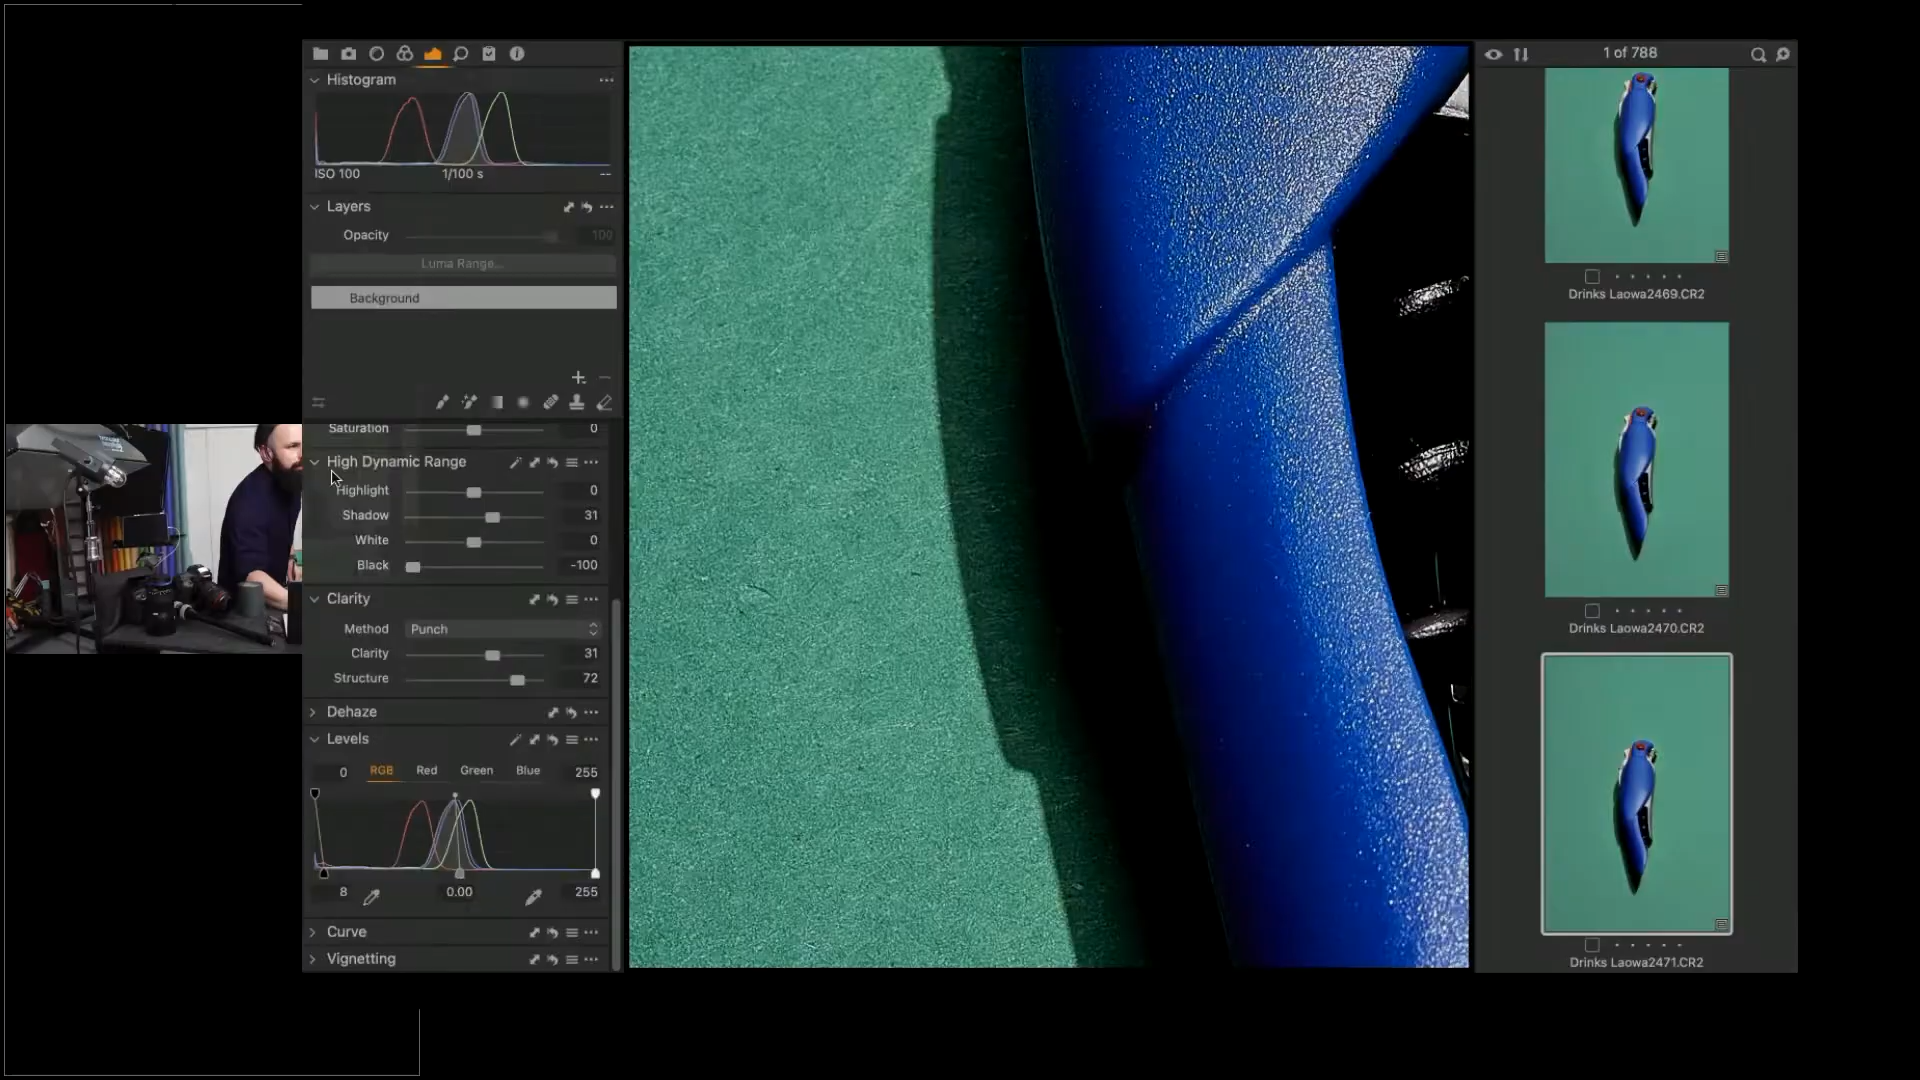 Histogram
ISO 100 1/100 s --
Layers
Opacity 100
Luma Range...
Background
Saturation 0
High Dynamic Range
Highlight 0
Shadow 31
White 0
Black -100
Clarity
Method Punch
Clarity 31
Structure 72
Dehaze
Levels
0 RGB Red Green Blue 255
8 0.00 255
Curve
Vignetting
1 of 788
Drinks Laowa2469.CR2
Drinks Laowa2470.CR2
Drinks Laowa2471.CR2